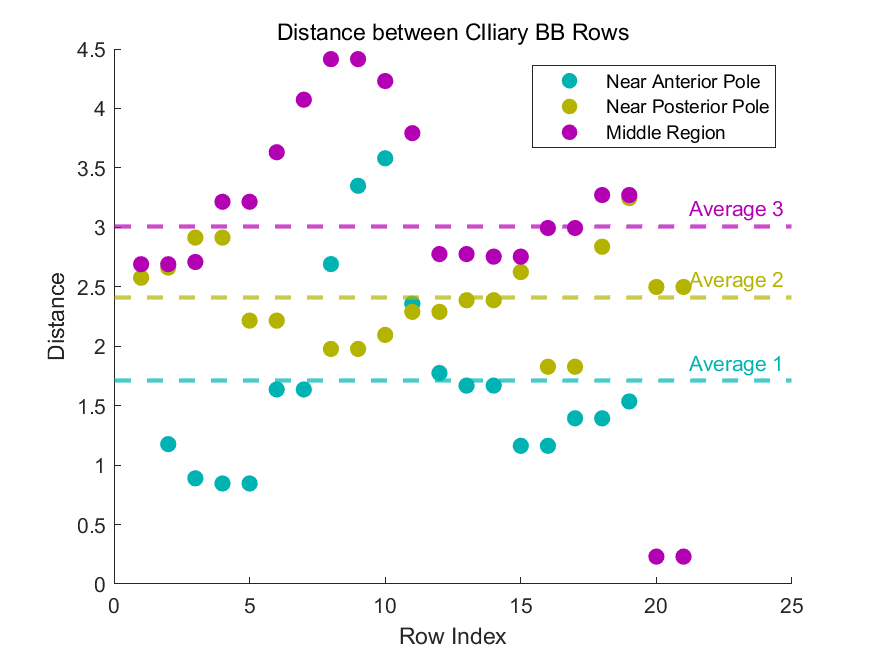 Distance between CIliary BB Rows
4.5
4
3.5
3
2.5
2
1.5
1
0.5
0
Distance
Near Anterior Pole
Near Posterior Pole
Middle Region
Average 3
Average 2
Average 1
0 5 10 15 20 25
Row Index